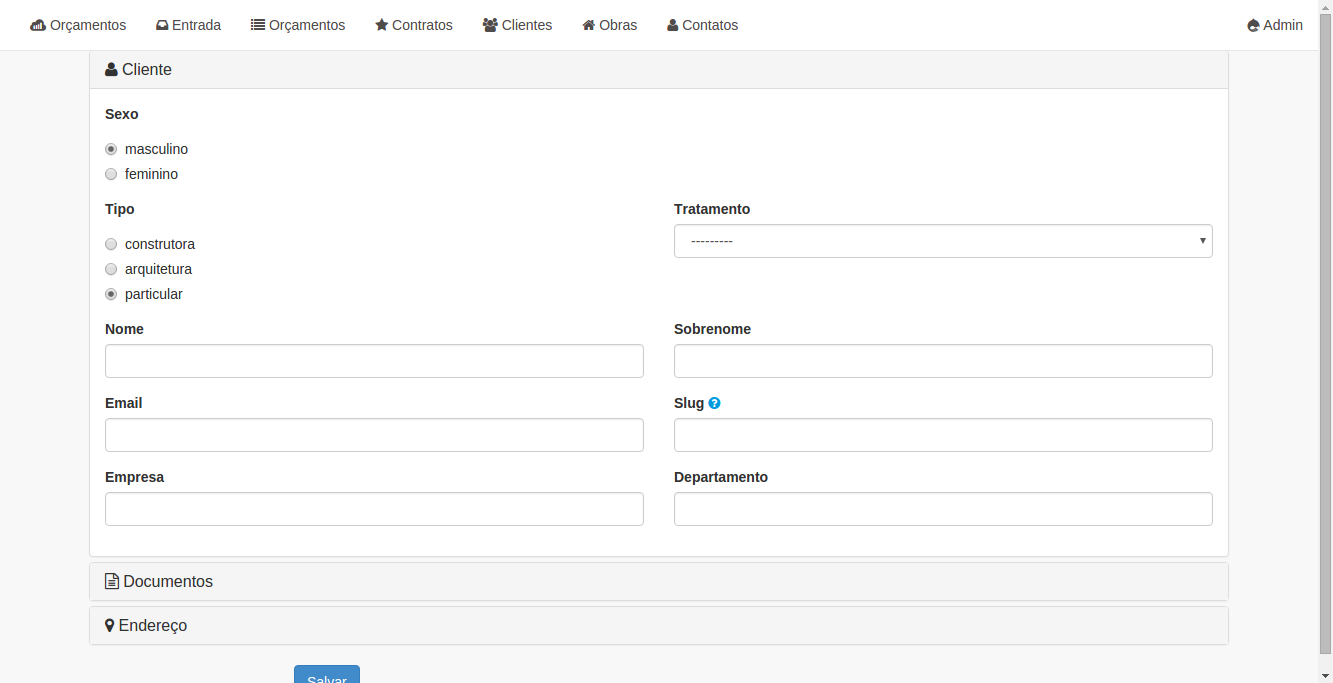 Orçamentos Entrada Orçamentos Contratos Clientes Obras Contatos Admin
Cliente
Sexo
masculino
feminino
Tipo Tratamento
construtora ---------
arquitetura
particular
Nome Sobrenome
Email Slug ?
Empresa Departamento
Documentos
Endereço
Salvar